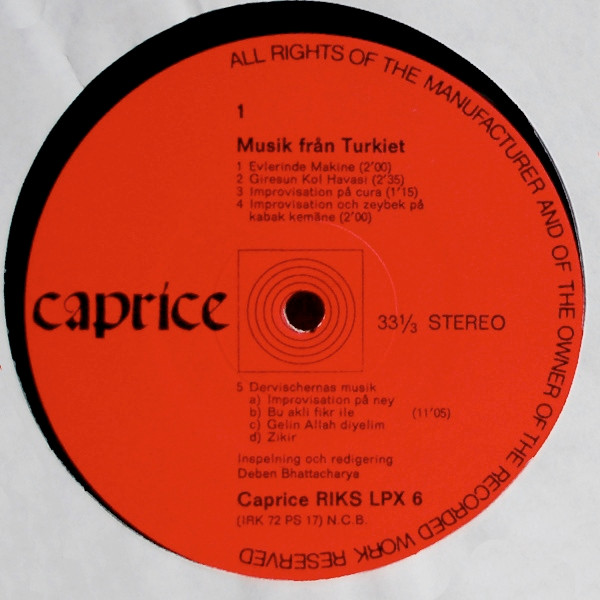 ALL RIGHTS OF THE MANUFACTURER AND OF THE OWNER OF THE RECORDED WORK RESERVED
1
Musik från Turkiet
1 Evlerinde Makine (2'00)
2 Giresun Kol Havasi (2'35)
3 Improvisation på cura (1'15)
4 Improvisation och zeybek på
kabak kemâne (2'00)
caprice
33⅓ STEREO
5 Dervischernas musik
a) Improvisation på ney
b) Bu akli fikr ile (11'05)
c) Gelin Allah diyelim
d) Zikir
Inspelning och redigering
Deben Bhattacharya
Caprice RIKS LPX 6
(IRK 72 PS 17) N.C.B.